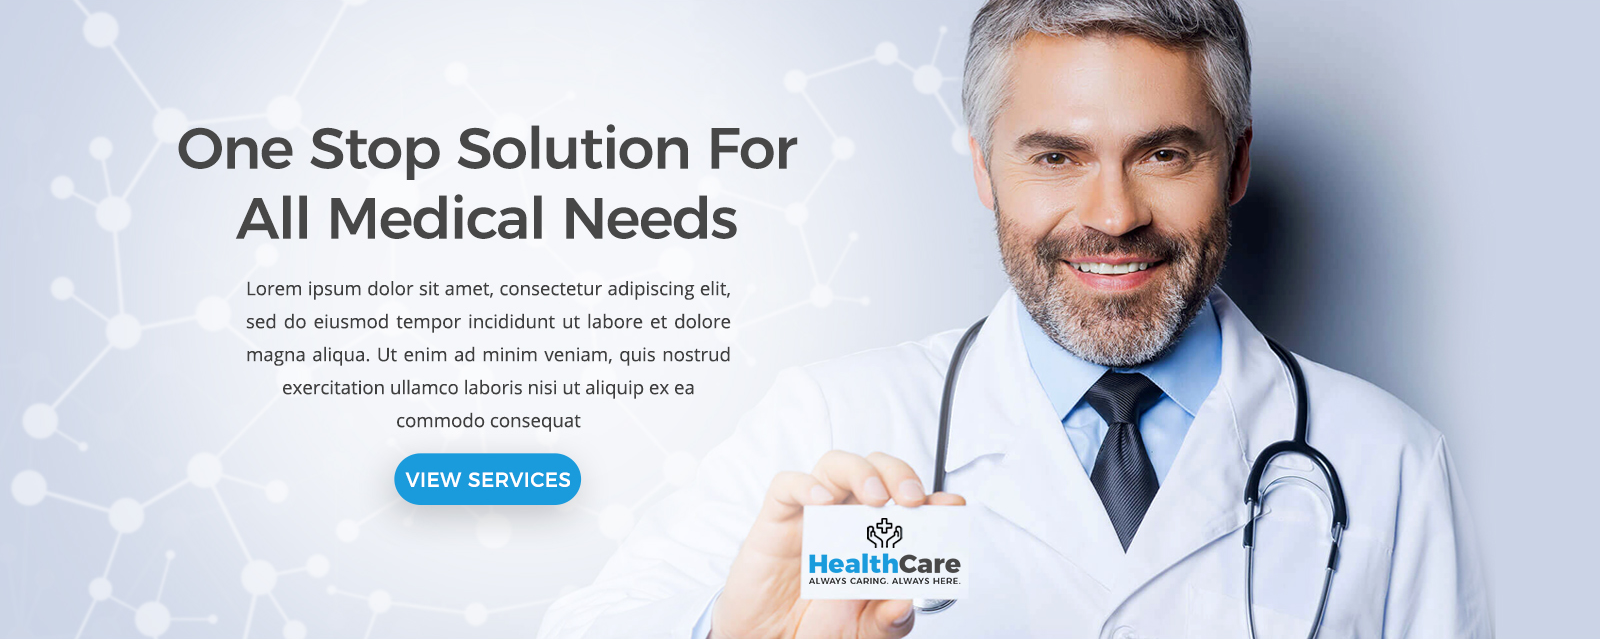 One Stop Solution For
All Medical Needs
Lorem ipsum dolor sit amet, consectetur adipiscing elit,
sed do eiusmod tempor incididunt ut labore et dolore
magna aliqua. Ut enim ad minim veniam, quis nostrud
exercitation ullamco laboris nisi ut aliquip ex ea
commodo consequat
VIEW SERVICES
HealthCare
ALWAYS CARING. ALWAYS HERE.